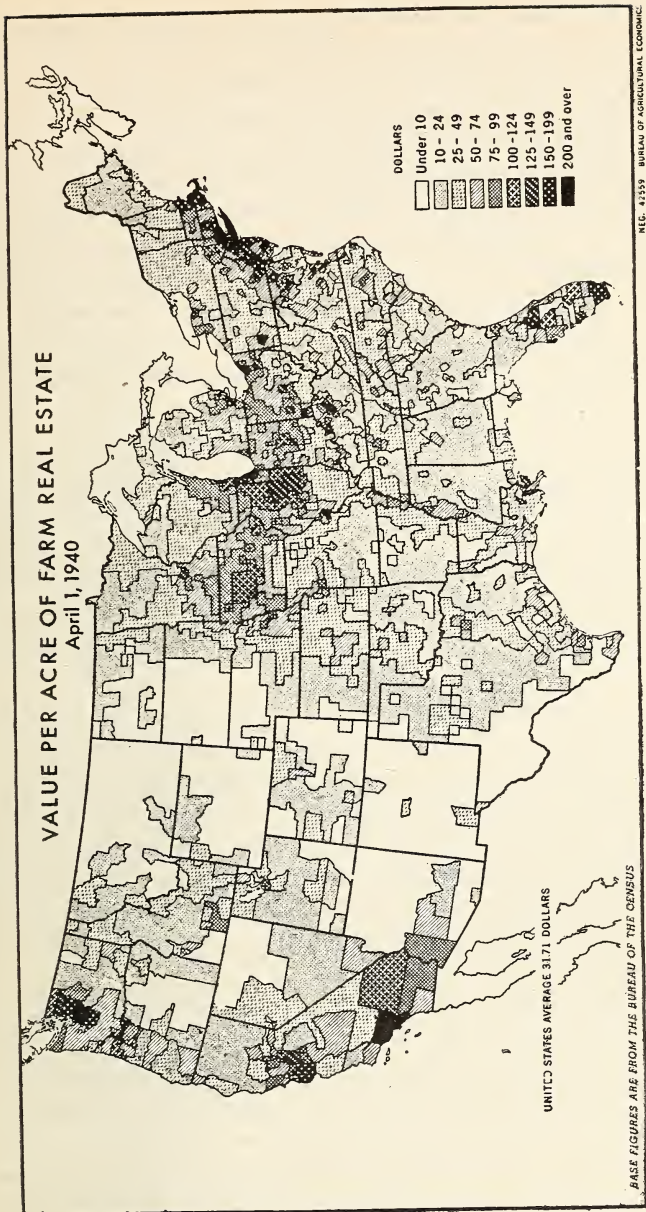 VALUE PER ACRE OF FARM REAL ESTATE
April 1, 1940
DOLLARS
Under 10
10 - 24
25 - 49
50 - 74
75 - 99
100 - 124
125 - 149
150 - 199
200 and over
UNITED STATES AVERAGE 31.71 DOLLARS
BASE FIGURES ARE FROM THE BUREAU OF THE CENSUS
NEG. 42559 BUREAU OF AGRICULTURAL ECONOMICS